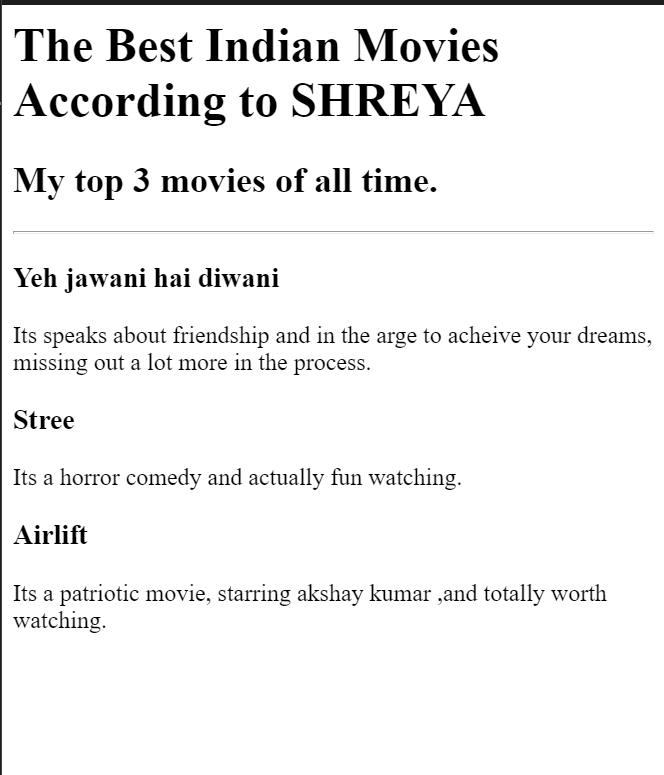 The Best Indian Movies
According to SHREYA
My top 3 movies of all time.
Yeh jawani hai diwani
Its speaks about friendship and in the arge to acheive your dreams,
missing out a lot more in the process.
Stree
Its a horror comedy and actually fun watching.
Airlift
Its a patriotic movie, starring akshay kumar ,and totally worth
watching.